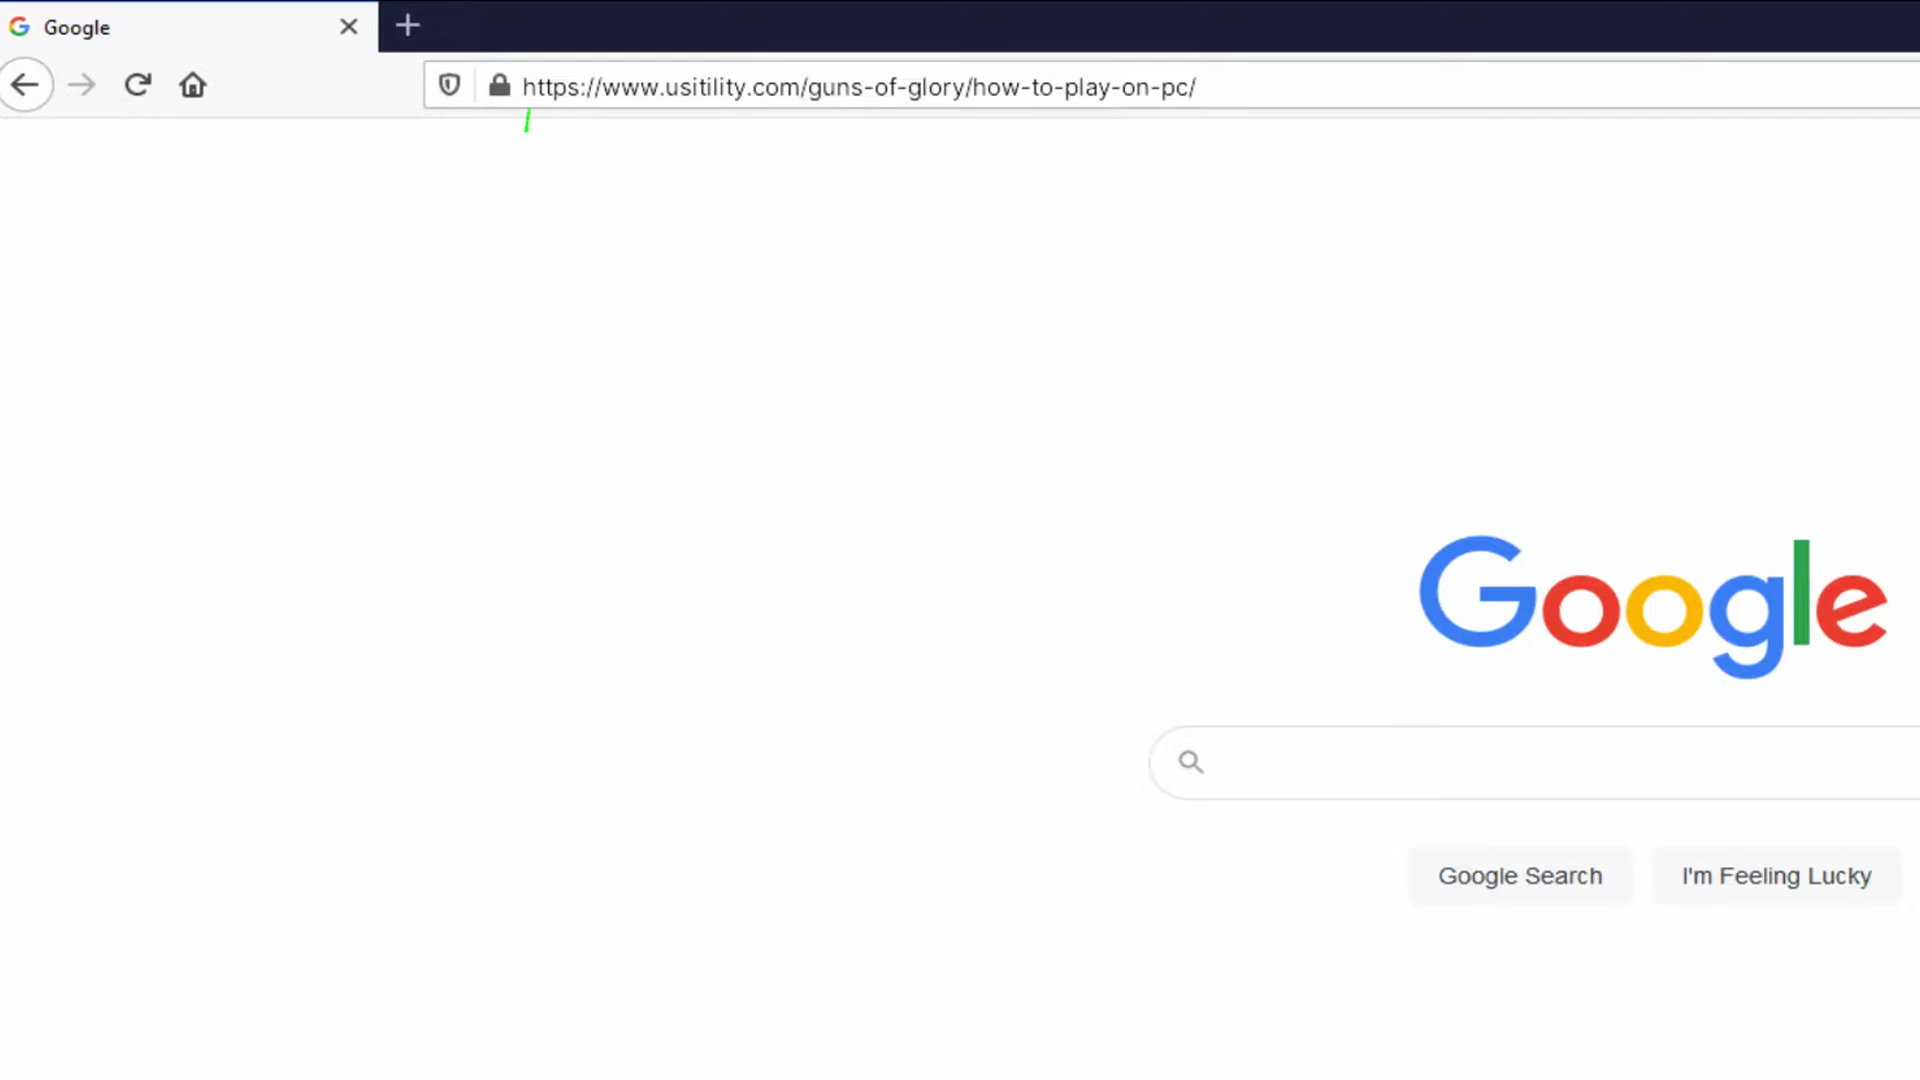 Google
https://www.usitility.com/guns-of-glory/how-to-play-on-pc/
Google
Google Search
I'm Feeling Lucky